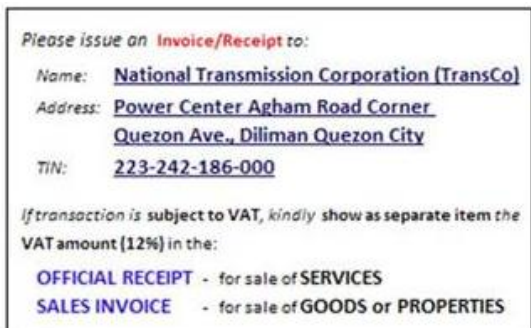 Please issue an Invoice/Receipt to:
Name: National Transmission Corporation (TransCo)
Address: Power Center Agham Road Corner
Quezon Ave., Diliman Quezon City
TIN: 223-242-186-000
If transaction is subject to VAT, kindly show as separate item the
VAT amount (12%) in the:
OFFICIAL RECEIPT - for sale of SERVICES
SALES INVOICE - for sale of GOODS or PROPERTIES